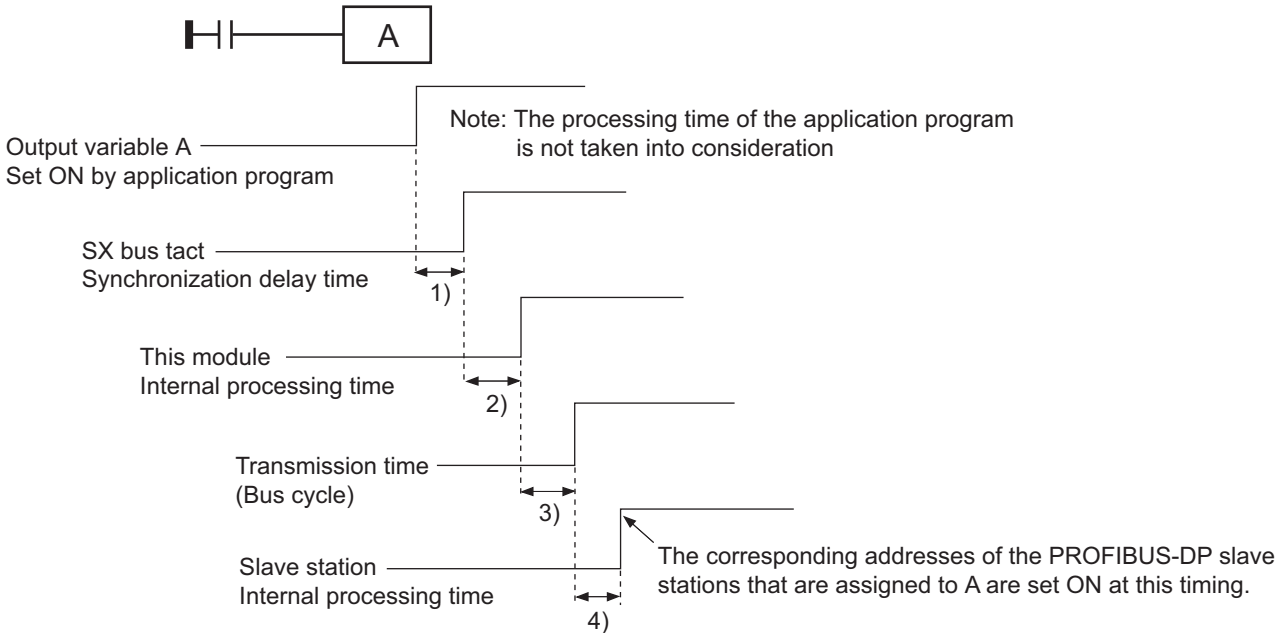 A
Note: The processing time of the application program
is not taken into consideration
Output variable A
Set ON by application program
SX bus tact
Synchronization delay time
1)
This module
Internal processing time
2)
Transmission time
(Bus cycle)
3)
The corresponding addresses of the PROFIBUS-DP slave
stations that are assigned to A are set ON at this timing.
Slave station
Internal processing time
4)